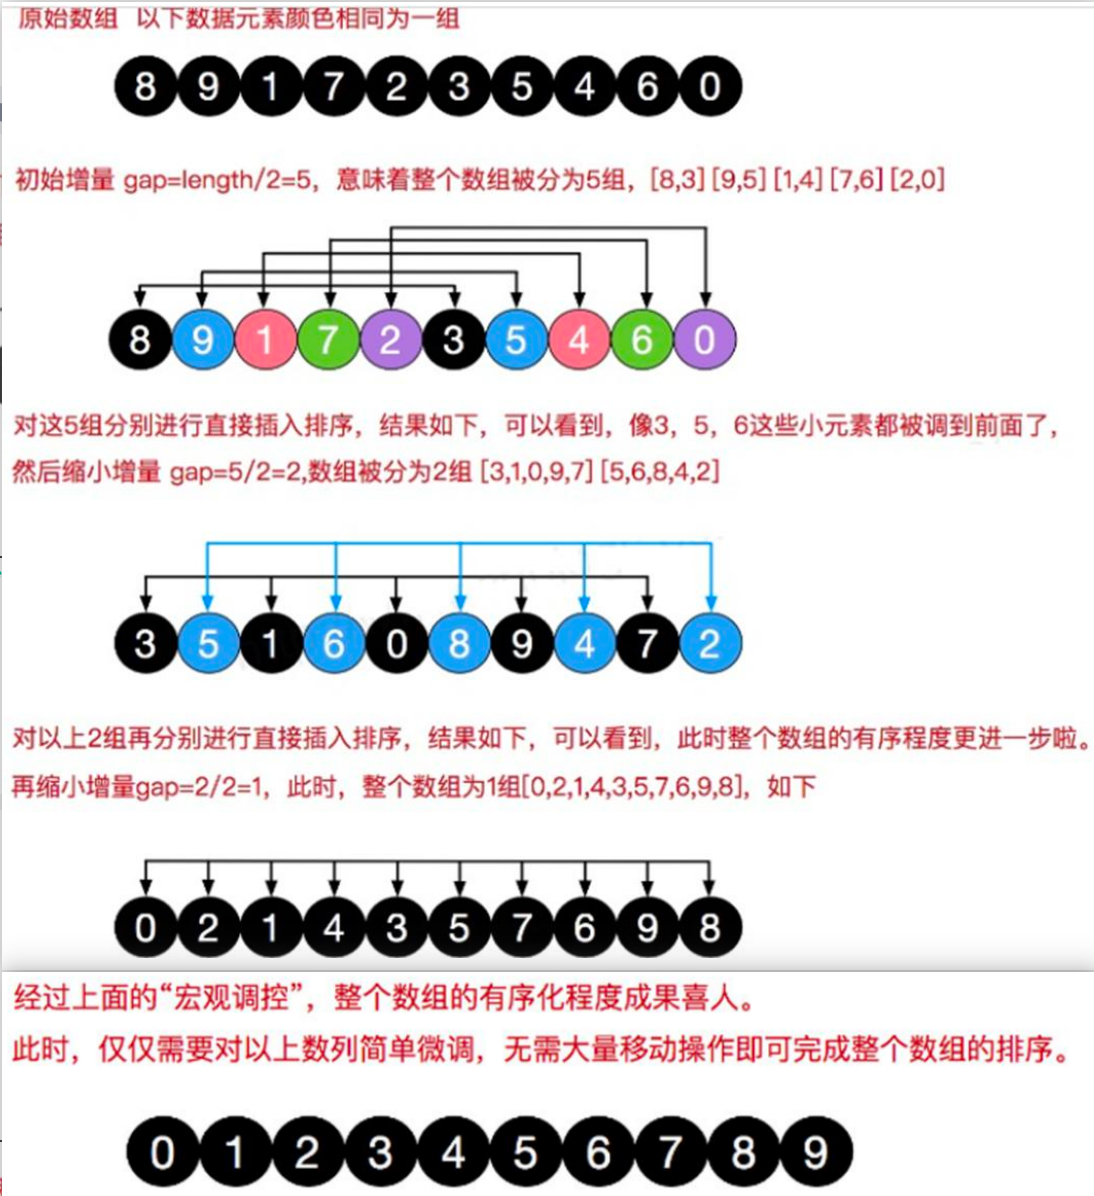 原始数组 以下数据元素颜色相同为一组
8 9 1 7 2 3 5 4 6 0
初始增量 gap=length/2=5，意味着整个数组被分为5组，[8,3] [9,5] [1,4] [7,6] [2,0]
8 9 1 7 2 3 5 4 6 0
对这5组分别进行直接插入排序，结果如下，可以看到，像3，5，6这些小元素都被调到前面了，
然后缩小增量 gap=5/2=2,数组被分为2组 [3,1,0,9,7] [5,6,8,4,2]
3 5 1 6 0 8 9 4 7 2
对以上2组再分别进行直接插入排序，结果如下，可以看到，此时整个数组的有序程度更进一步啦。
再缩小增量gap=2/2=1，此时，整个数组为1组[0,2,1,4,3,5,7,6,9,8]，如下
0 2 1 4 3 5 7 6 9 8
经过上面的“宏观调控”，整个数组的有序化程度成果喜人。
此时，仅仅需要对以上数列简单微调，无需大量移动操作即可完成整个数组的排序。
0 1 2 3 4 5 6 7 8 9